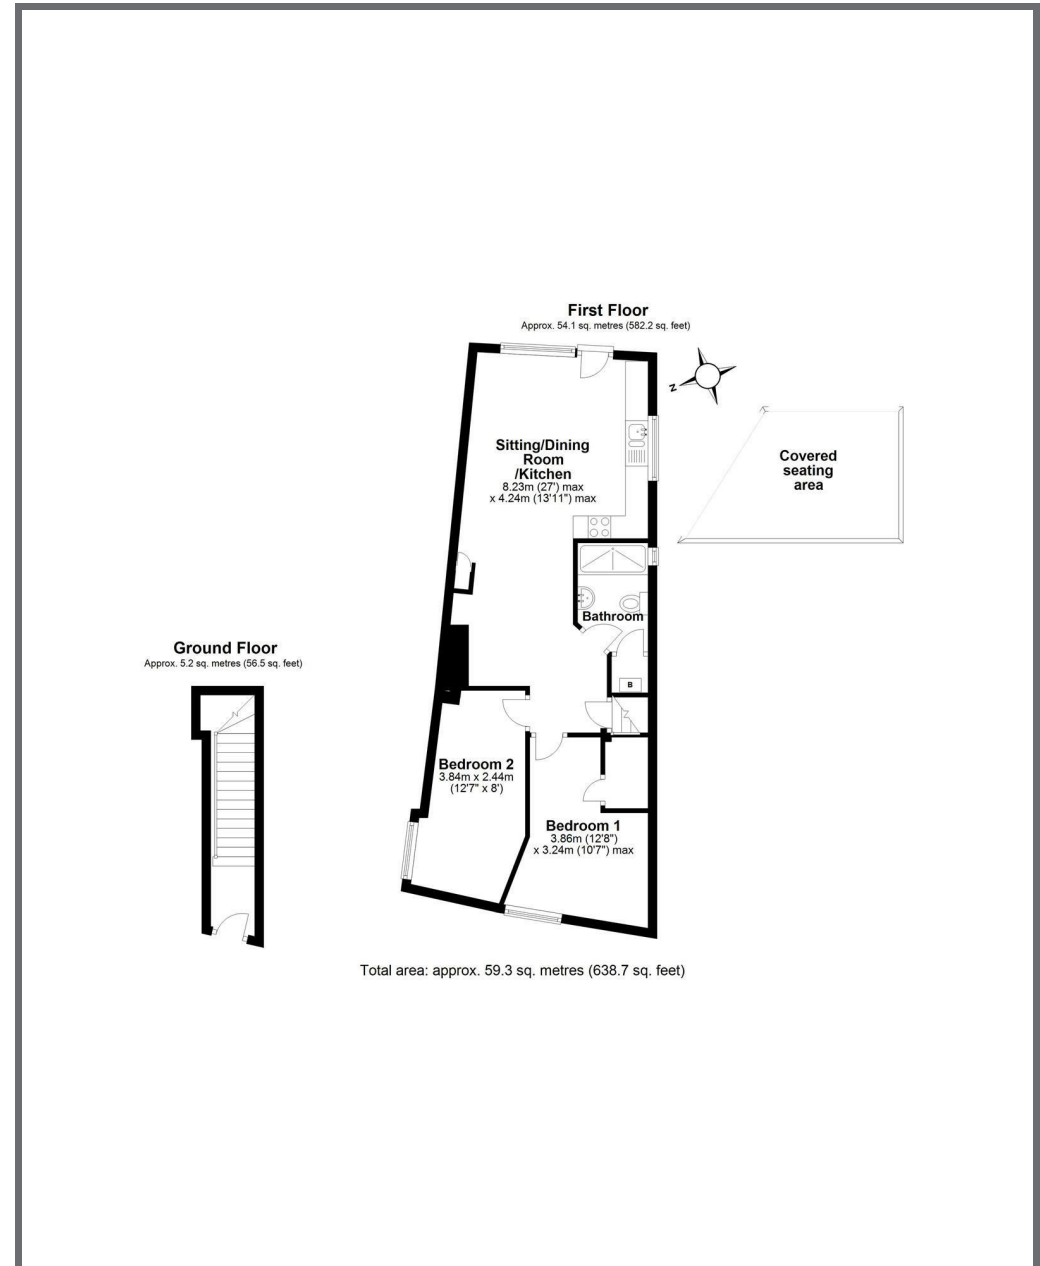 First Floor
Approx. 54.1 sq. metres (582.2 sq. feet)
N
Sitting/Dining
Room
/Kitchen
8.23m (27') max
x 4.24m (13'11") max
Covered
seating
area
Bathroom
B
Ground Floor
Approx. 5.2 sq. metres (56.5 sq. feet)
Bedroom 2
3.84m x 2.44m
(12'7" x 8')
Bedroom 1
3.86m (12'8")
x 3.24m (10'7") max
Total area: approx. 59.3 sq. metres (638.7 sq. feet)